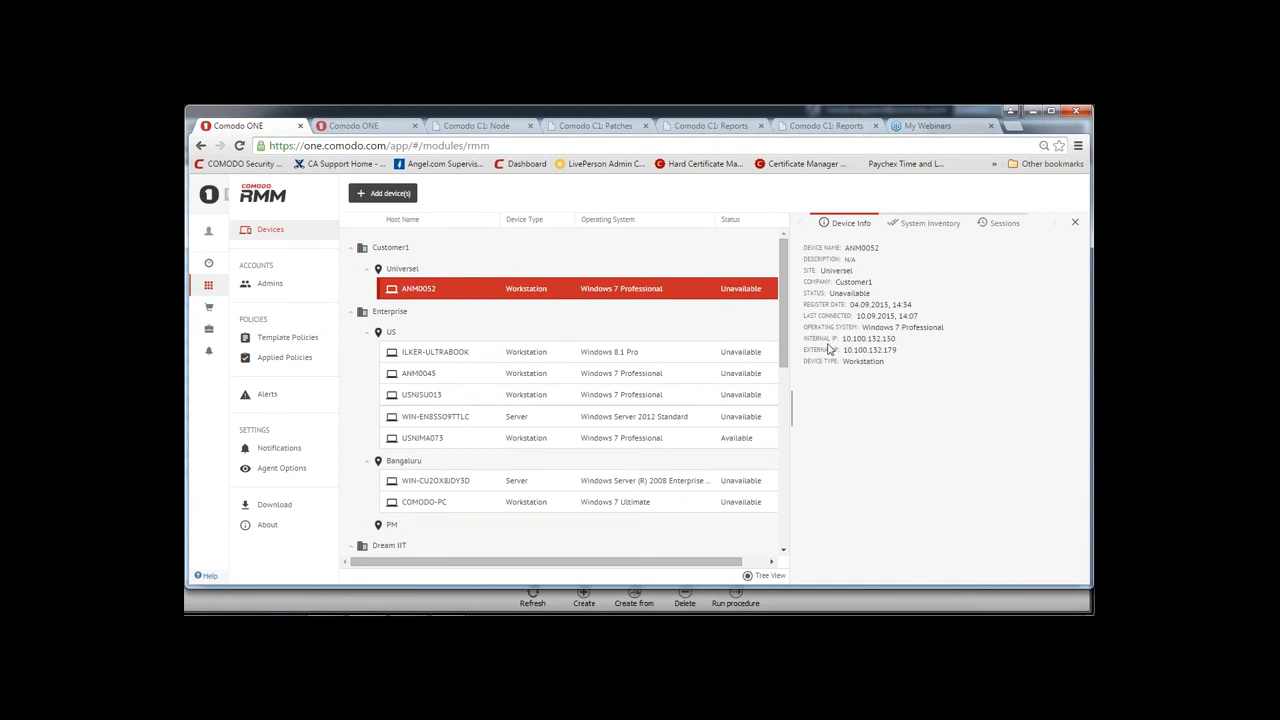 Comodo ONE
Comodo ONE
Comodo C1: Node
Comodo C1: Patches
Comodo C1: Reports
Comodo C1: Reports
My Webinars
https://one.comodo.com/app/#/modules/rmm
COMODO Security ...
CA Support Home - ...
Angel.com Supervis...
Dashboard
LivePerson Admin C...
Hard Certificate Ma...
Certificate Manager ...
Paychex Time and L...
»
Other bookmarks
1
COMODO
RMM
+ Add device(s)
Devices
ACCOUNTS
Admins
POLICIES
Template Policies
Applied Policies
Alerts
SETTINGS
Notifications
Agent Options
Download
About
Help
Host Name Device Type Operating System Status
Customer1
Universel
ANM0052 Workstation Windows 7 Professional Unavailable
Enterprise
US
ILKER-ULTRABOOK Workstation Windows 8.1 Pro Unavailable
ANM0045 Workstation Windows 7 Professional Unavailable
USNJSU013 Workstation Windows 7 Professional Unavailable
WIN-EN8SSO9TTLC Server Windows Server 2012 Standard Unavailable
USNJMA073 Workstation Windows 7 Professional Available
Bangaluru
WIN-CU2OX8JDY3D Server Windows Server (R) 2008 Enterprise ... Unavailable
COMODO-PC Workstation Windows 7 Ultimate Unavailable
PM
Dream IIT
Tree View
Device Info
System Inventory
Sessions
DEVICE NAME: ANM0052
DESCRIPTION: N/A
SITE: Universel
COMPANY: Customer1
STATUS: Unavailable
REGISTER DATE: 04.09.2015, 14:34
LAST CONNECTED: 10.09.2015, 14:07
OPERATING SYSTEM: Windows 7 Professional
INTERNAL IP: 10.100.132.150
EXTERNAL IP: 10.100.132.179
DEVICE TYPE: Workstation
Refresh
Create
Create from
Delete
Run procedure